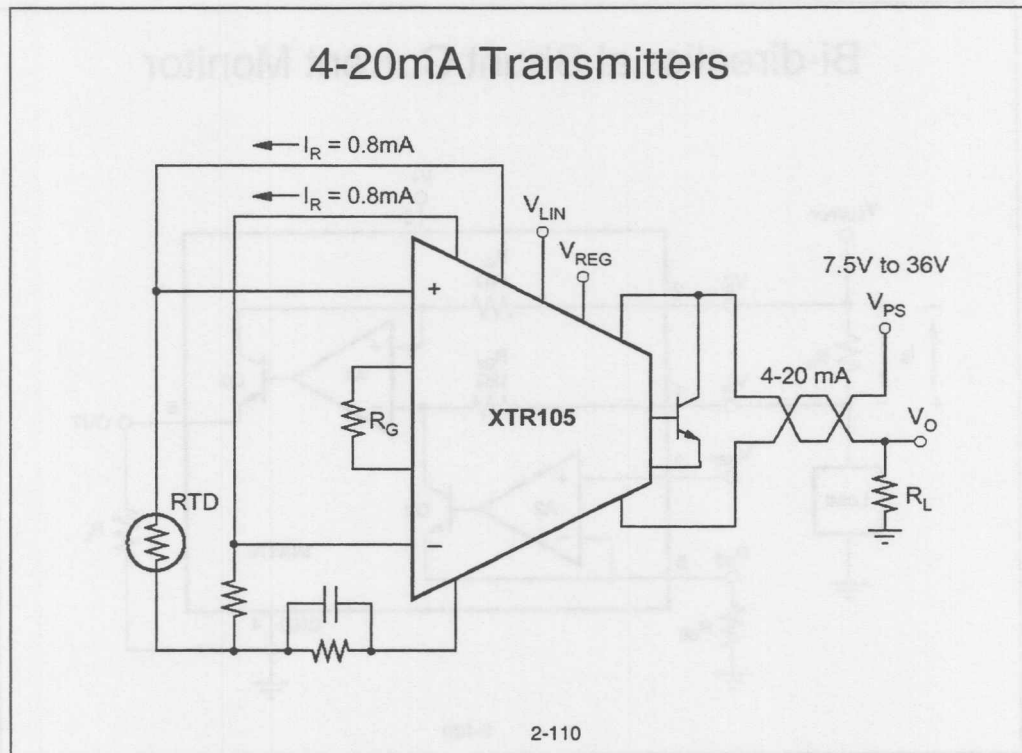 4-20mA Transmitters
I_R = 0.8mA
I_R = 0.8mA
V_LIN
V_REG
7.5V to 36V
V_PS
+
4-20 mA
R_G
XTR105
V_O
RTD
R_L
–
2-110